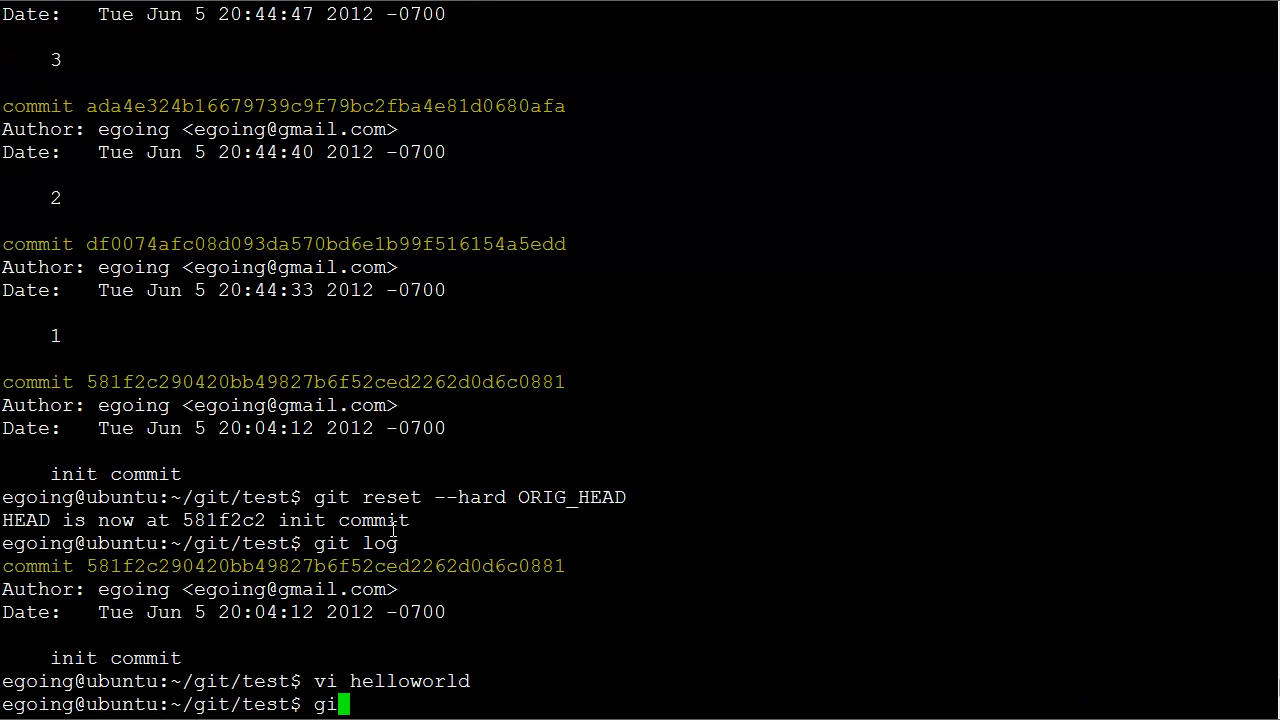 Date:   Tue Jun 5 20:44:47 2012 -0700
    3
commit ada4e324b16679739c9f79bc2fba4e81d0680afa
Author: egoing <egoing@gmail.com>
Date:   Tue Jun 5 20:44:40 2012 -0700
    2
commit df0074afc08d093da570bd6e1b99f516154a5edd
Author: egoing <egoing@gmail.com>
Date:   Tue Jun 5 20:44:33 2012 -0700
    1
commit 581f2c290420bb49827b6f52ced2262d0d6c0881
Author: egoing <egoing@gmail.com>
Date:   Tue Jun 5 20:04:12 2012 -0700
    init commit
egoing@ubuntu:~/git/test$ git reset --hard ORIG_HEAD
HEAD is now at 581f2c2 init commit
egoing@ubuntu:~/git/test$ git log
commit 581f2c290420bb49827b6f52ced2262d0d6c0881
Author: egoing <egoing@gmail.com>
Date:   Tue Jun 5 20:04:12 2012 -0700
    init commit
egoing@ubuntu:~/git/test$ vi helloworld
egoing@ubuntu:~/git/test$ gi